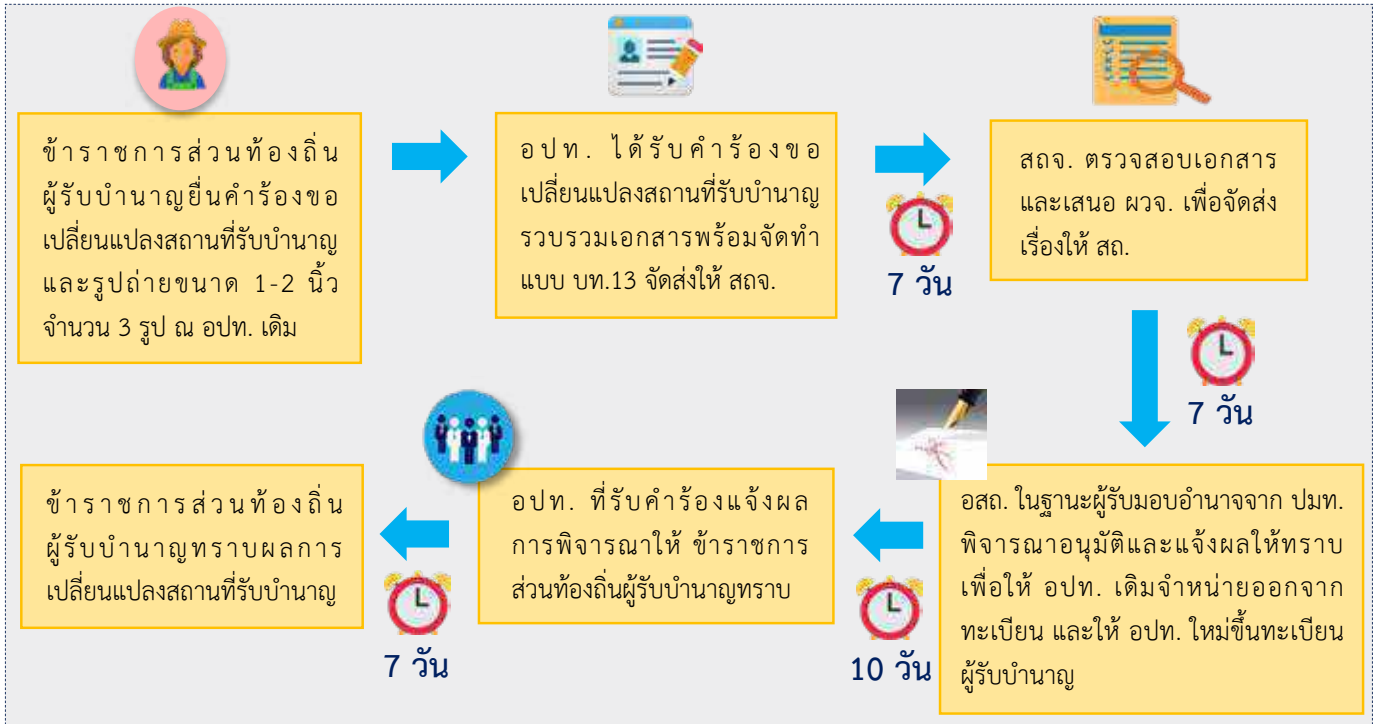 ข้าราชการส่วนท้องถิ่น
ผู้รับบำนาญยื่นคำร้องขอ
เปลี่ยนแปลงสถานที่รับบำนาญ
และรูปถ่ายขนาด 1-2 นิ้ว
จำนวน 3 รูป ณ อปท. เดิม
อปท. ได้รับคำร้องขอ
เปลี่ยนแปลงสถานที่รับบำนาญ
รวบรวมเอกสารพร้อมจัดทำ
แบบ บท.13 จัดส่งให้ สถจ.
7 วัน
สถจ. ตรวจสอบเอกสาร
และเสนอ ผวจ. เพื่อจัดส่ง
เรื่องให้ สถ.
7 วัน
อสถ. ในฐานะผู้รับมอบอำนาจจาก ปมท.
พิจารณาอนุมัติและแจ้งผลให้ทราบ
เพื่อให้ อปท. เดิมจำหน่ายออกจาก
ทะเบียน และให้ อปท. ใหม่ขึ้นทะเบียน
ผู้รับบำนาญ
10 วัน
อปท. ที่รับคำร้องแจ้งผล
การพิจารณาให้ ข้าราชการ
ส่วนท้องถิ่นผู้รับบำนาญทราบ
7 วัน
ข้าราชการส่วนท้องถิ่น
ผู้รับบำนาญทราบผลการ
เปลี่ยนแปลงสถานที่รับบำนาญ